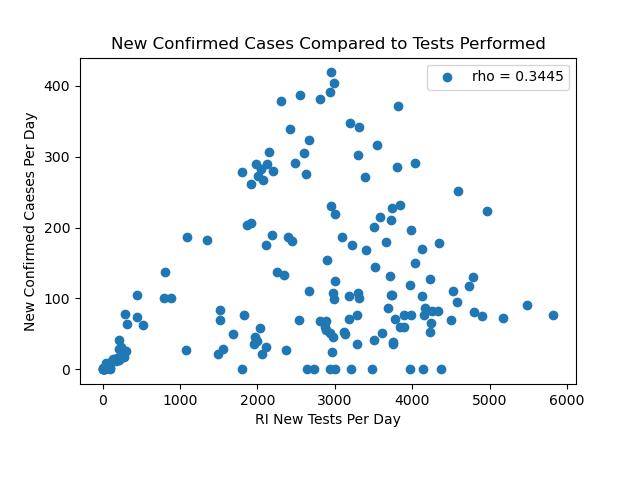 New Confirmed Cases Compared to Tests Performed
rho = 0.3445
New Confirmed Caeses Per Day
400
300
200
100
0
0 1000 2000 3000 4000 5000 6000
RI New Tests Per Day